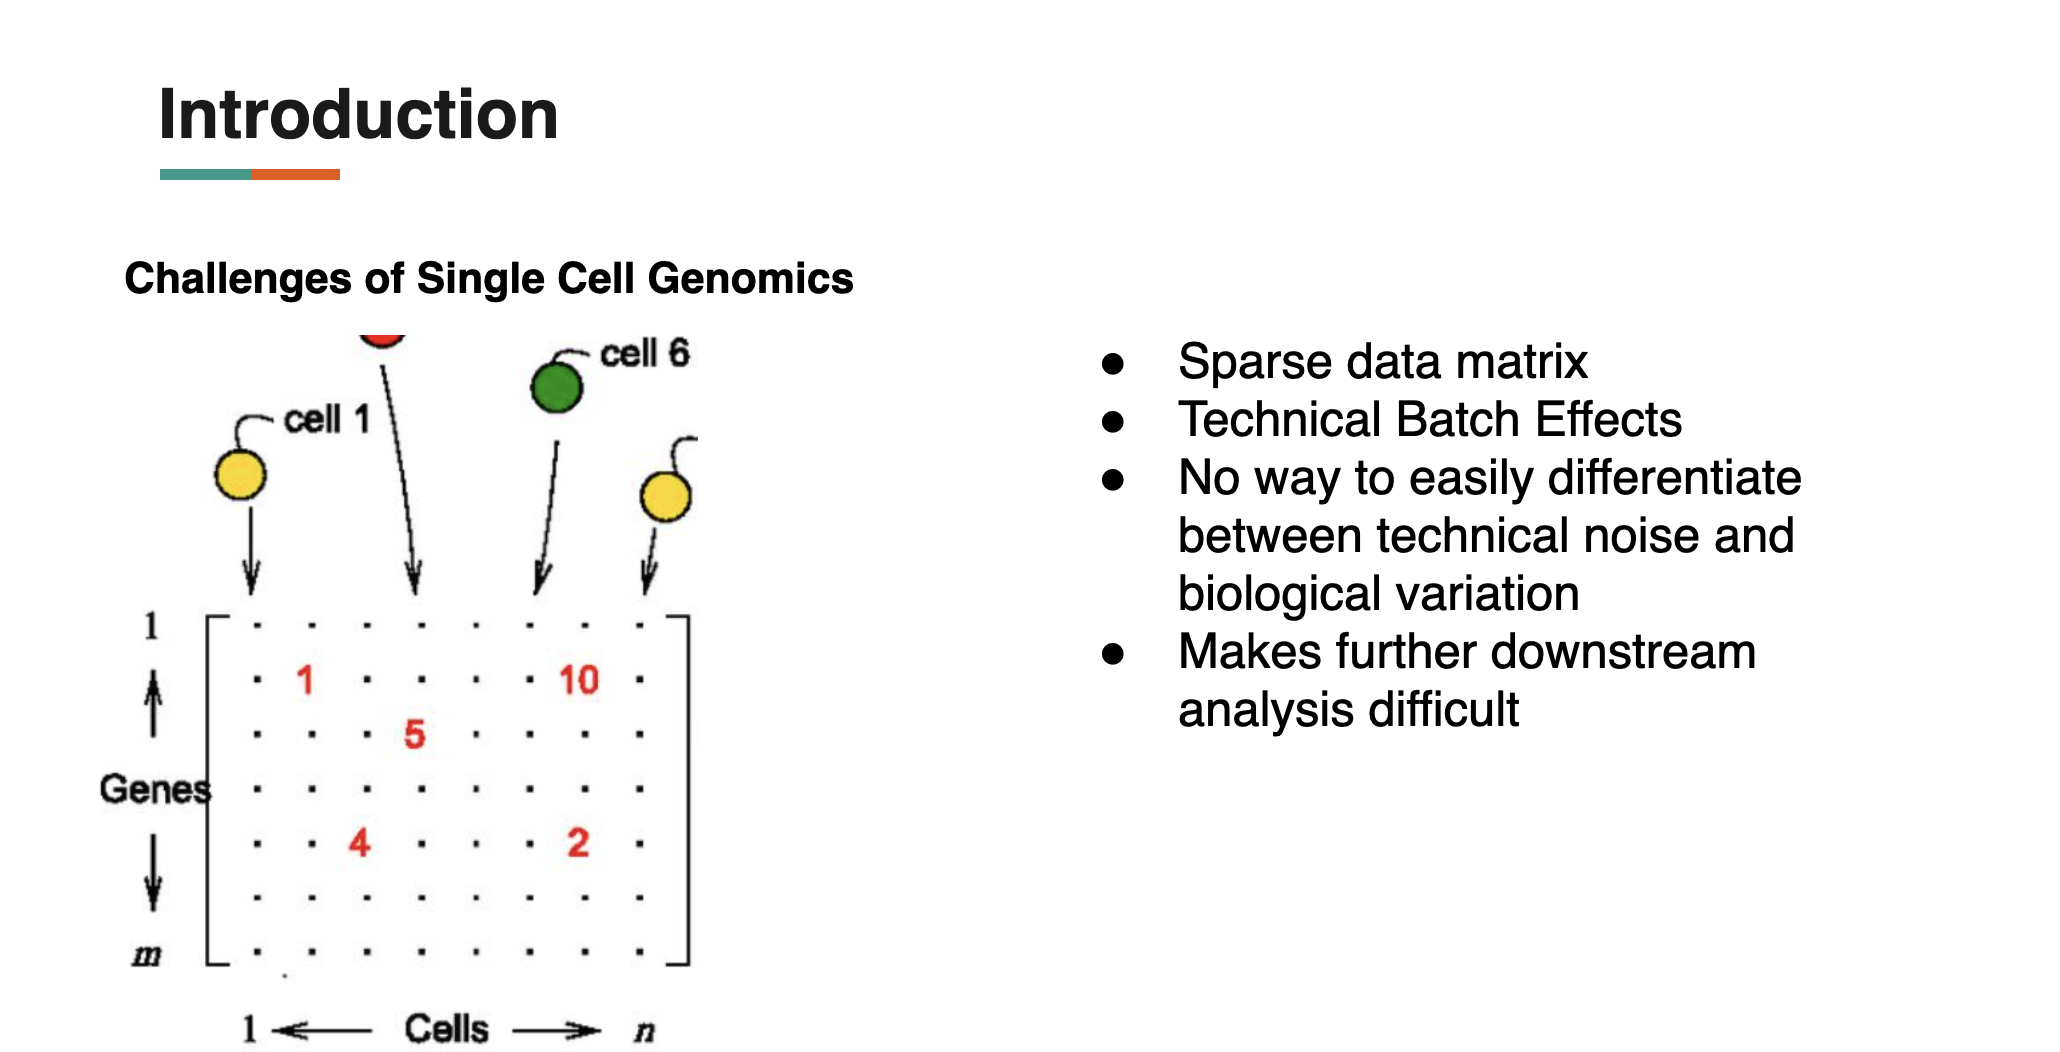 Introduction
Challenges of Single Cell Genomics
cell 6
cell 1
1
1 10
5
Genes
4 2
m
1 Cells n
● Sparse data matrix
● Technical Batch Effects
● No way to easily differentiate
between technical noise and
biological variation
● Makes further downstream
analysis difficult